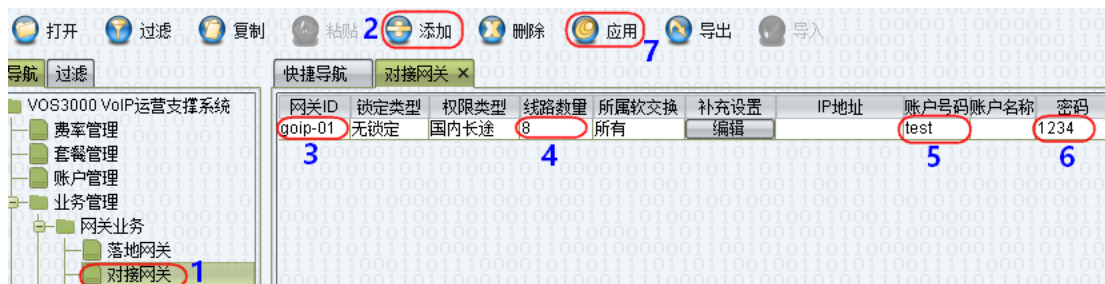 打开 过滤 复制 粘贴 2 添加 删除 应用 7 导出 导入
导航 过滤 快捷导航 对接网关 ×
VOS3000 VoIP运营支撑系统
费率管理
套餐管理
账户管理
业务管理
网关业务
落地网关
对接网关 1
网关ID 锁定类型 权限类型 线路数量 所属软交换 补充设置 IP地址 账户号码 账户名称 密码
goip-01 无锁定 国内长途 8 所有 编辑 test 1234
3 4 5 6